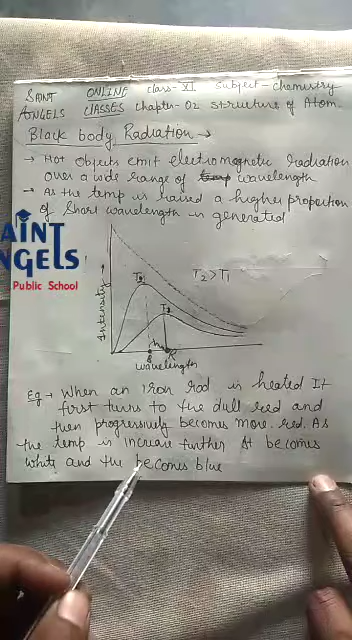 SAINT ONLINE class-XI subject-chemistry
ANGELS CLASSES chapter-02 structure of Atom.
Black body Radiation →
→ Hot objects emit electromagnetic radiation
over a wide range of temp wavelength
→ As the temp is raised a higher proportion
of short wavelength is generated
SAINT
ANGELS
Public School
Intensity →
T2 > T1
wavelength
Eg → When an iron rod is heated It
first turns to the dull red and
then progressively becomes more red. As
the temp is increase further It becomes
white and the becomes blue